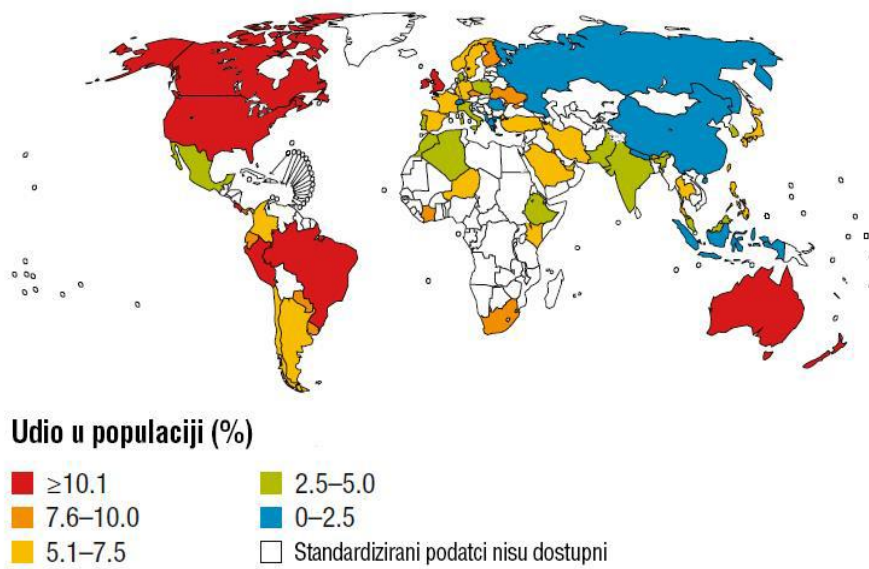 Udio u populaciji (%)
≥10.1
7.6–10.0
5.1–7.5
2.5–5.0
0–2.5
Standardizirani podatci nisu dostupni